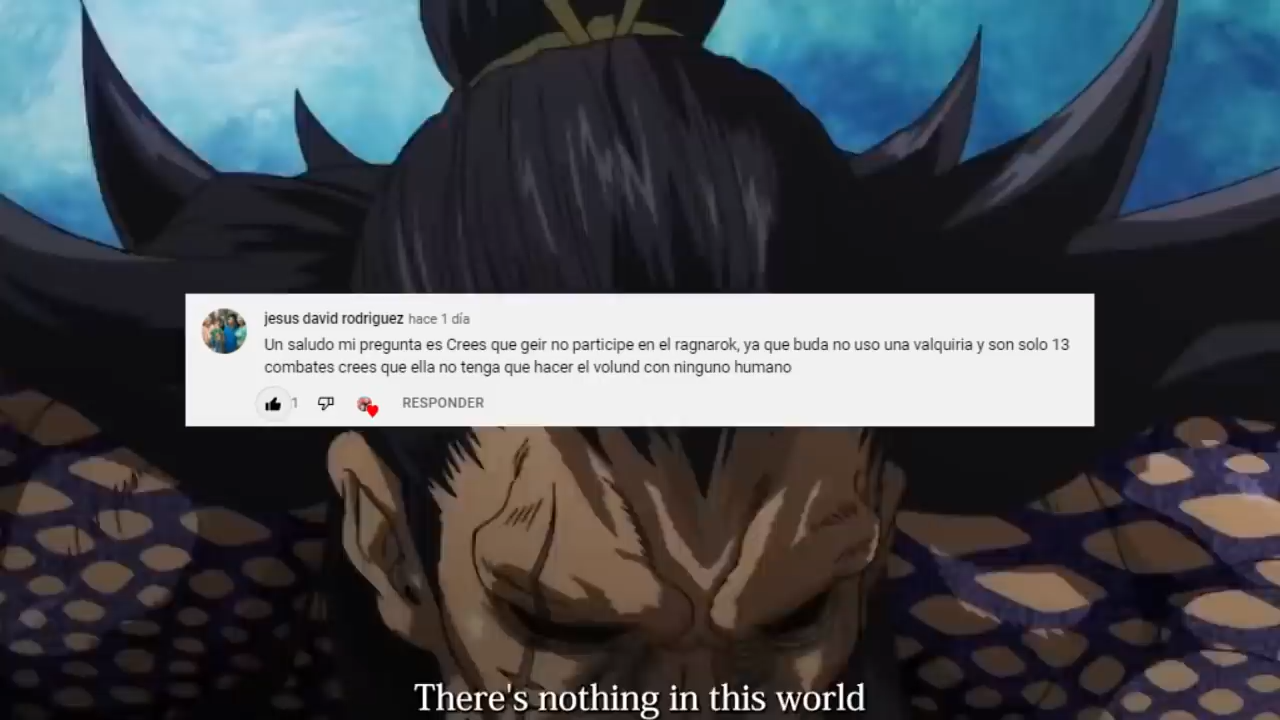 jesus david rodriguez hace 1 día
Un saludo mi pregunta es Crees que geir no participe en el ragnarok, ya que buda no uso una valquiria y son solo 13
combates crees que ella no tenga que hacer el volund con ninguno humano
1 RESPONDER
There's nothing in this world